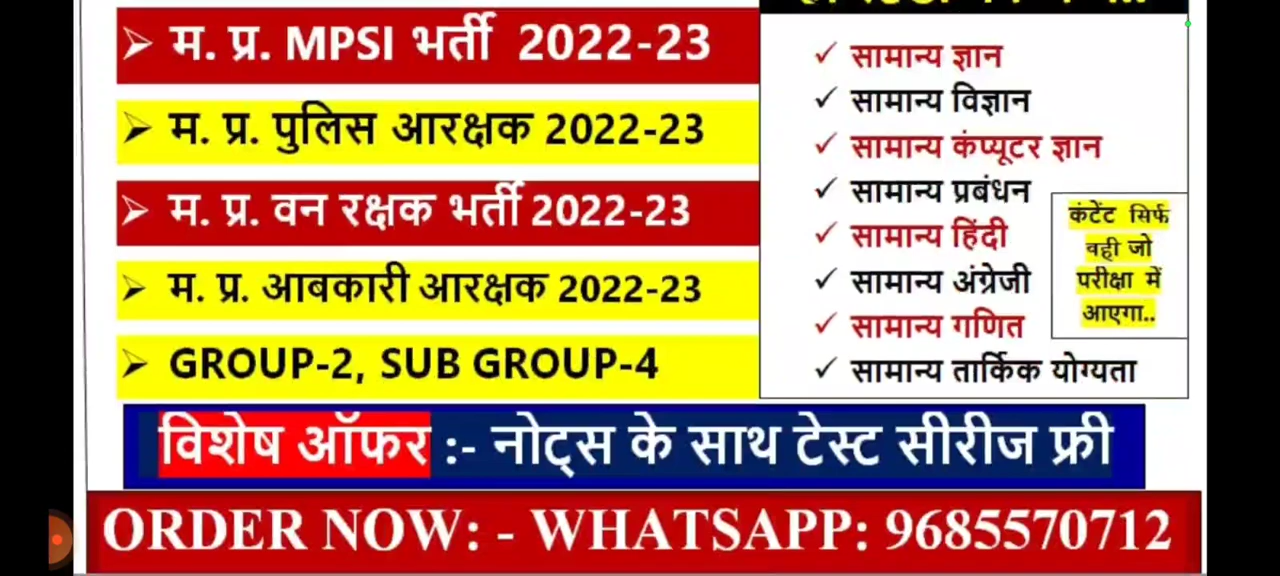 ➢ म. प्र. MPSI भर्ती 2022-23
➢ म. प्र. पुलिस आरक्षक 2022-23
➢ म. प्र. वन रक्षक भर्ती 2022-23
➢ म. प्र. आबकारी आरक्षक 2022-23
➢ GROUP-2, SUB GROUP-4
✓ सामान्य ज्ञान
✓ सामान्य विज्ञान
✓ सामान्य कंप्यूटर ज्ञान
✓ सामान्य प्रबंधन
✓ सामान्य हिंदी
✓ सामान्य अंग्रेजी
✓ सामान्य गणित
✓ सामान्य तार्किक योग्यता
कंटेंट सिर्फ
वही जो
परीक्षा में
आएगा..
विशेष ऑफर :- नोट्स के साथ टेस्ट सीरीज फ्री
ORDER NOW: - WHATSAPP: 9685570712